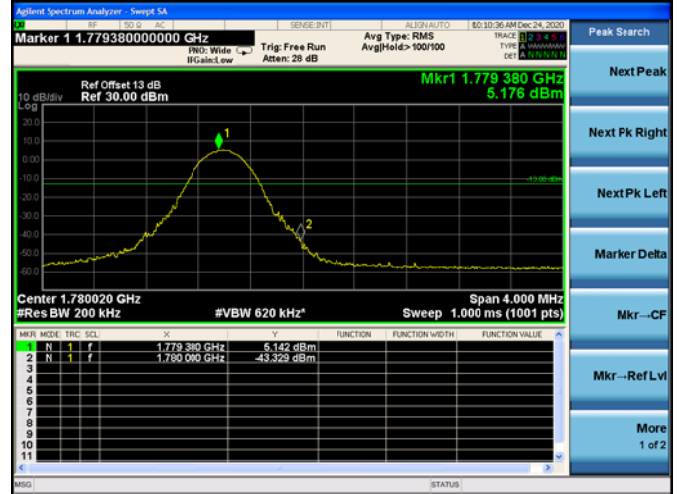 Agilent Spectrum Analyzer - Swept SA
RF 50 Ω AC SENSE:INT ALIGN AUTO 10:10:36 AM Dec 24, 2020
Marker 1 1.779380000000 GHz
PNO: Wide
IFGain:Low
Trig: Free Run
Atten: 28 dB
Avg Type: RMS
Avg|Hold:>100/100
TRACE 1 2 3 4 5 6
TYPE A WWWWW
DET A N N N N N
Peak Search
Next Peak
Next Pk Right
Next Pk Left
Marker Delta
Mkr→CF
Mkr→Ref Lvl
More
1 of 2
Ref Offset 13 dB
10 dB/div Ref 30.00 dBm
Log
Mkr1 1.779 380 GHz
5.176 dBm
20.0
10.0
0.00
-10.0
-20.0
-30.0
-40.0
-50.0
-60.0
1
2
-13.00 dBm
Center 1.780020 GHz Span 4.000 MHz
#Res BW 200 kHz #VBW 620 kHz* Sweep 1.000 ms (1001 pts)
MKR MODE TRC SCL X Y FUNCTION FUNCTION WIDTH FUNCTION VALUE
1 N 1 f 1.779 380 GHz 5.142 dBm
2 N 1 f 1.780 000 GHz -43.329 dBm
3
4
5
6
7
8
9
10
11
MSG STATUS